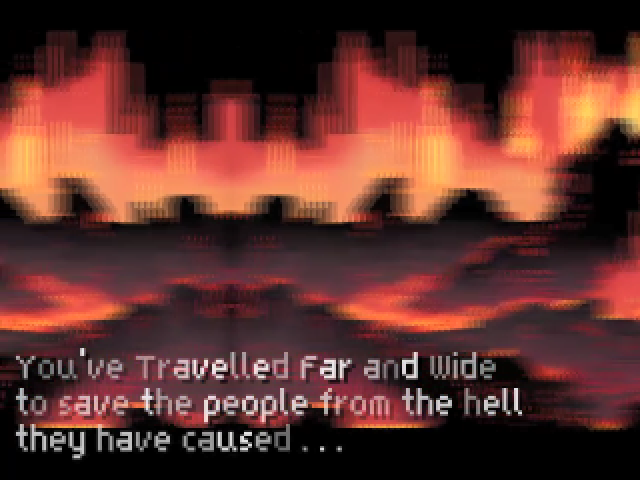 You've Travelled Far and Wide
to save the people from the hell
they have caused . . .